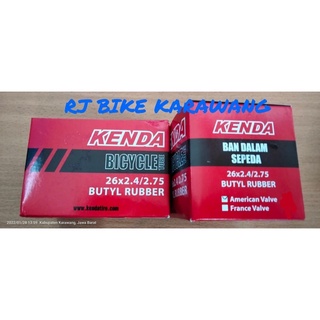 RJ BIKE KARAWANG
KENDA
BICYCLE TUBE
26x2.4/2.75
BUTYL RUBBER
www.kendatire.com
KENDA
BAN DALAM
SEPEDA
26x2.4/2.75
BUTYL RUBBER
American Valve
France Valve